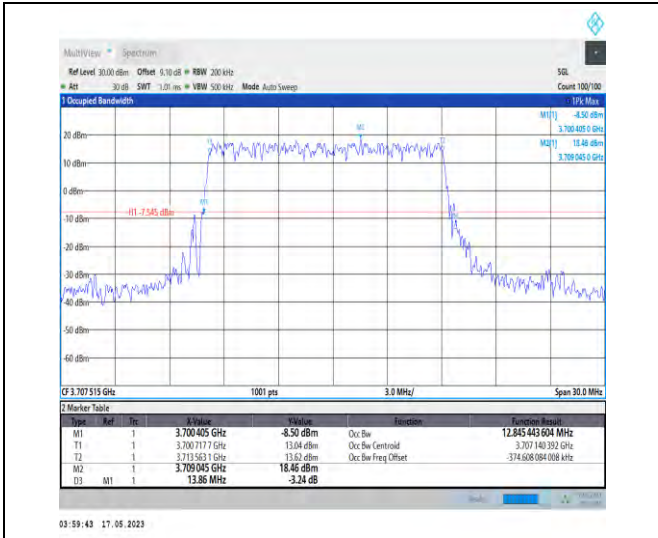 MultiView Spectrum
Ref Level 30.00 dBm Offset 9.10 dB RBW 200 kHz SGL
Att 30 dB SWT 1.01 ms VBW 500 kHz Mode Auto Sweep Count 100/100
1 Occupied Bandwidth 1Pk Max
M1[1] -8.50 dBm
3.700 405 0 GHz
M2[1] 18.46 dBm
3.709 045 0 GHz
M2
20 dBm
T1 T2
10 dBm
0 dBm
M1
H1 -7.545 dBm
-10 dBm
-30 dBm
-40 dBm
-50 dBm
-60 dBm
CF 3.707 515 GHz 1001 pts 3.0 MHz/ Span 30.0 MHz
2 Marker Table
Type Ref Trc X-Value Y-Value Function Function Result
M1 1 3.700 405 GHz -8.50 dBm Occ Bw 12.845 443 604 MHz
T1 1 3.700 717 7 GHz 13.04 dBm Occ Bw Centroid 3.707 140 392 GHz
T2 1 3.713 563 1 GHz 13.62 dBm Occ Bw Freq Offset -374.608 084 008 kHz
M2 1 3.709 045 GHz 18.46 dBm
D3 M1 1 13.86 MHz -3.24 dB
03:59:43 17.05.2023